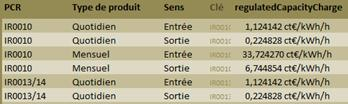 PCR Type de produit Sens Clé regulatedCapacityCharge
IR0010 Quotidien Entrée 1,124142 ct€/kWh/h
IR0010 Quotidien Sortie 0,224828 ct€/kWh/h
IR0010 Mensuel Entrée 33,724270 ct€/kWh/h
IR0010 Mensuel Sortie 6,744854 ct€/kWh/h
IR0013/14 Quotidien Entrée 1,124142 ct€/kWh/h
IR0013/14 Quotidien Sortie 0,224828 ct€/kWh/h